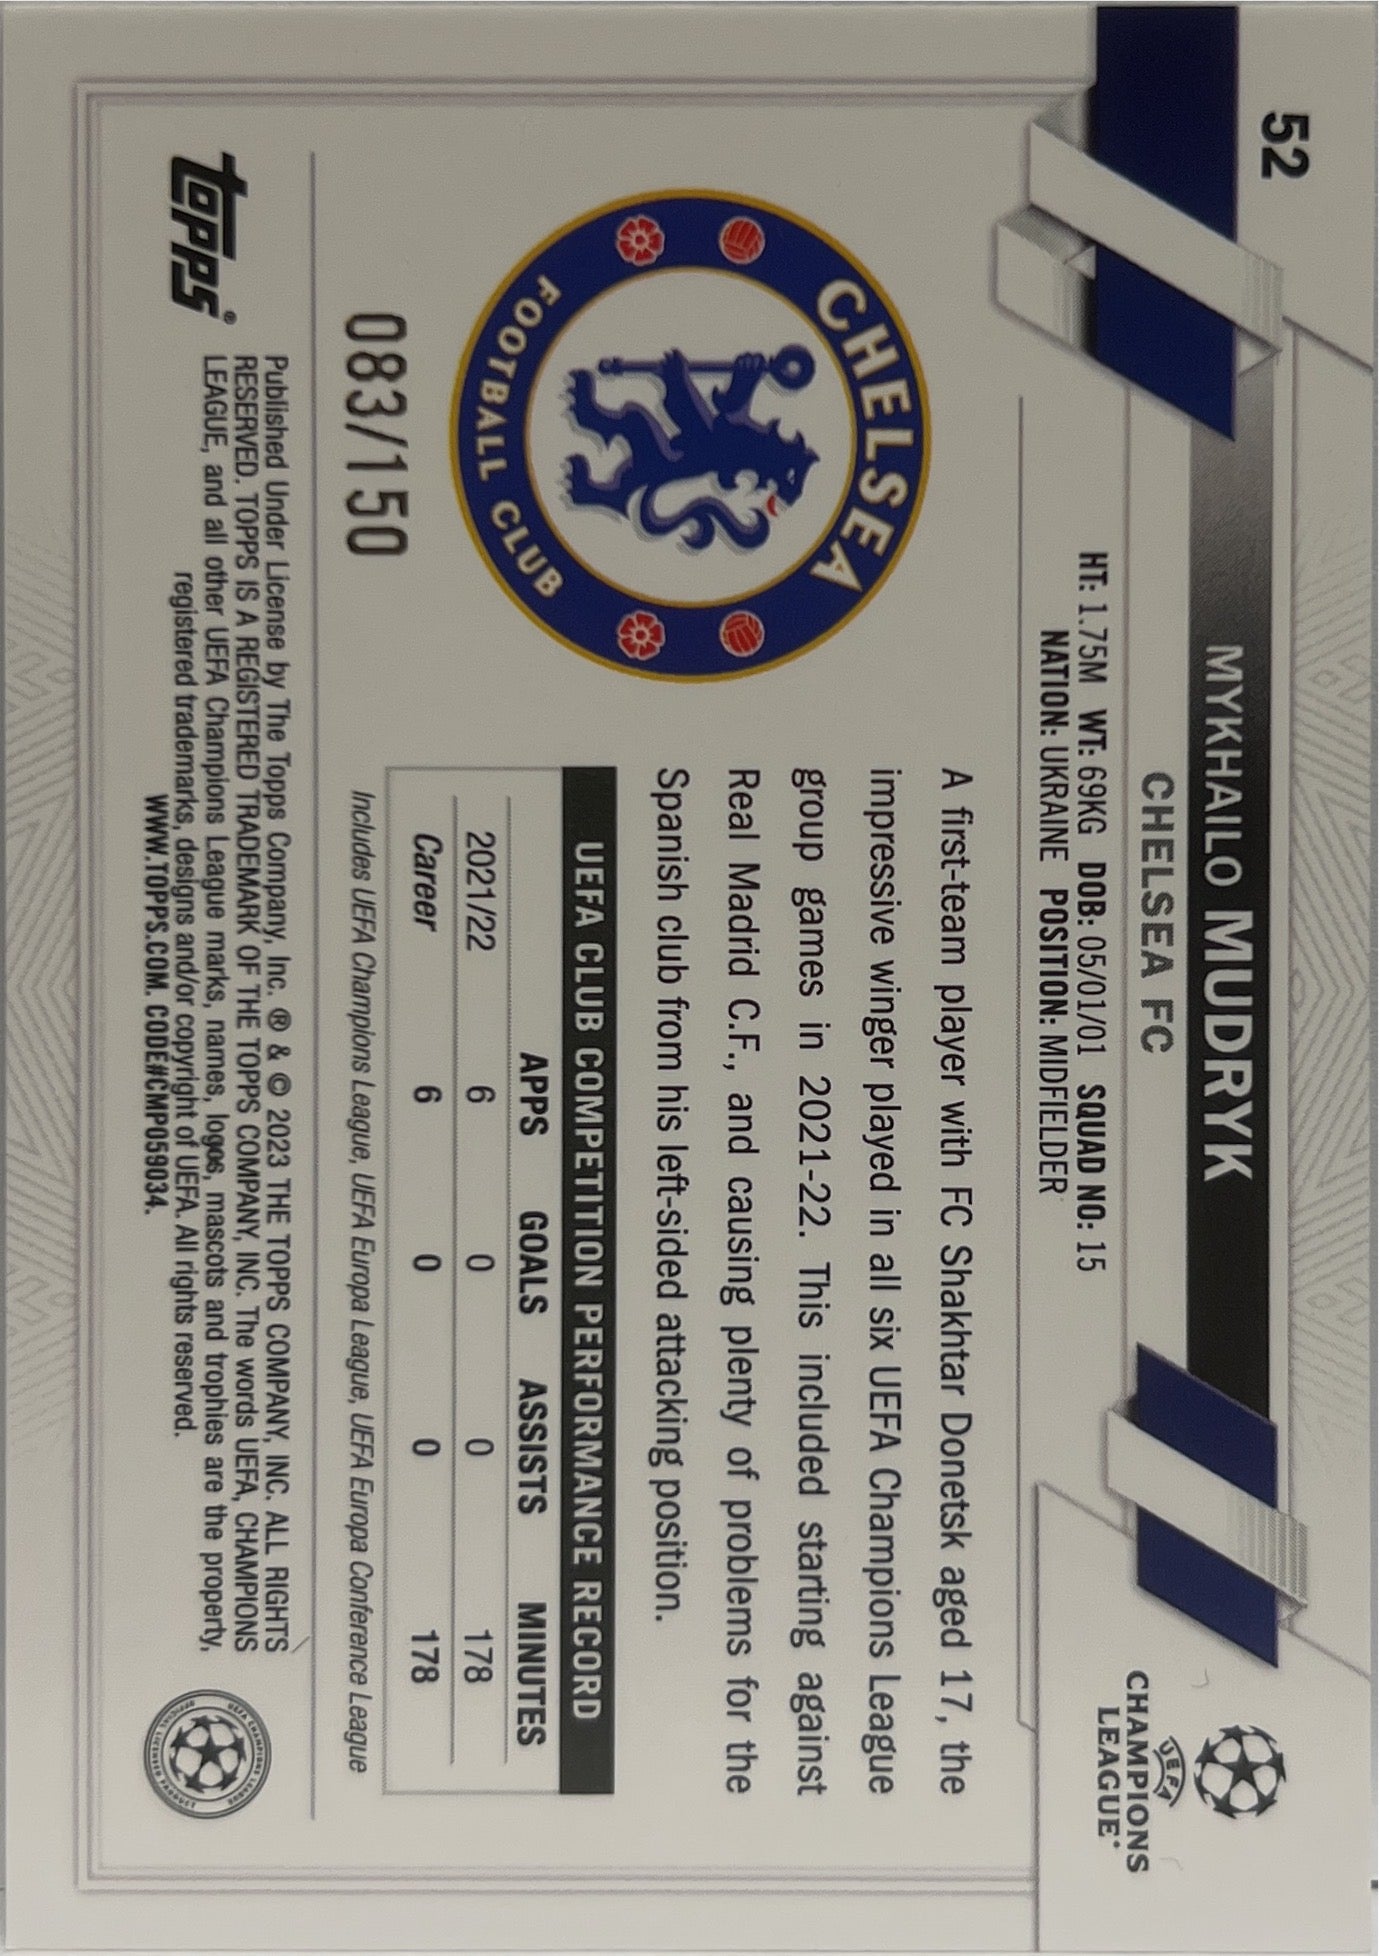 52
MYKHAILO MUDRYK
CHELSEA FC
HT: 1.75M WT: 69KG DOB: 05/01/01 SQUAD NO: 15
NATION: UKRAINE POSITION: MIDFIELDER
UEFA
CHAMPIONS
LEAGUE
CHELSEA
FOOTBALL CLUB
A first-team player with FC Shakhtar Donetsk aged 17, the
impressive winger played in all six UEFA Champions League
group games in 2021-22. This included starting against
Real Madrid C.F., and causing plenty of problems for the
Spanish club from his left-sided attacking position.
UEFA CLUB COMPETITION PERFORMANCE RECORD
APPS GOALS ASSISTS MINUTES
2021/22 6 0 0 178
Career 6 0 0 178
Includes UEFA Champions League, UEFA Europa League, UEFA Europa Conference League
083/150
topps®
Published Under License by The Topps Company, Inc. ® & © 2023 THE TOPPS COMPANY, INC. ALL RIGHTS
RESERVED. TOPPS IS A REGISTERED TRADEMARK OF THE TOPPS COMPANY, INC. The words UEFA, CHAMPIONS
LEAGUE, and all other UEFA Champions League marks, names, logos, mascots and trophies are the property,
registered trademarks, designs and/or copyright of UEFA. All rights reserved.
WWW.TOPPS.COM. CODE#CMP059034.
UEFA CHAMPIONS LEAGUE
OFFICIAL LICENSED PRODUCT